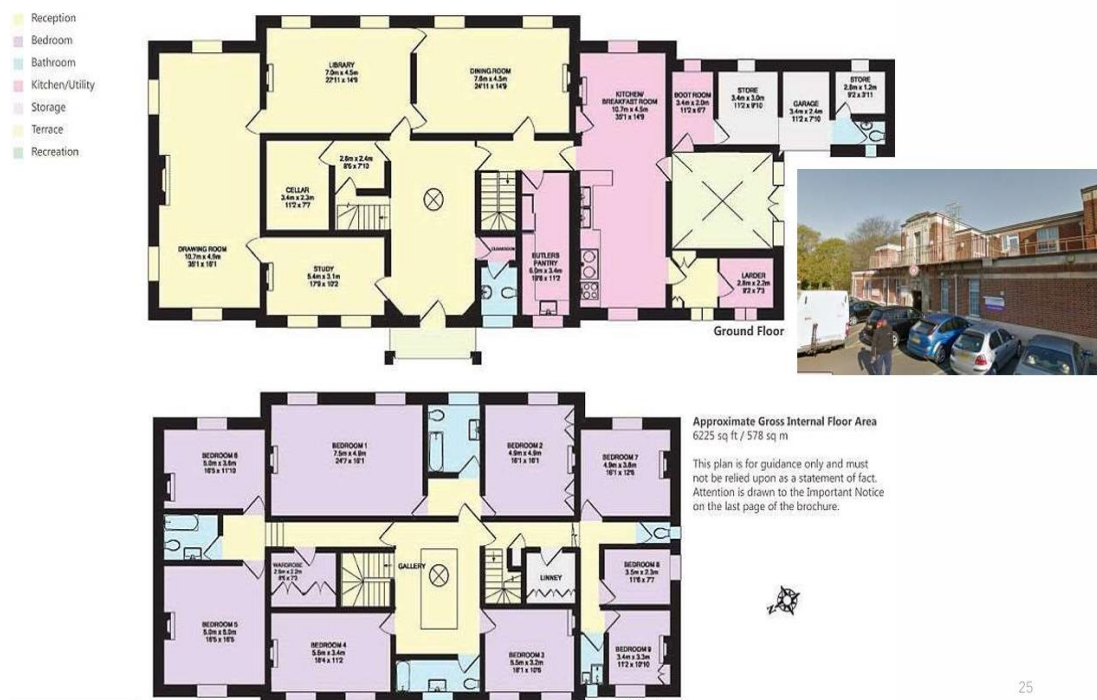 Reception
Bedroom
Bathroom
Kitchen/Utility
Storage
Terrace
Recreation
LIBRARY
7.0m x 4.5m
22'11 x 14'9
DINING ROOM
7.6m x 4.5m
24'11 x 14'9
KITCHEN/
BREAKFAST ROOM
10.7m x 4.5m
35'1 x 14'9
BOOT ROOM
3.4m x 2.0m
11'2 x 6'7
STORE
3.4m x 3.0m
11'2 x 9'10
GARAGE
3.4m x 2.4m
11'2 x 7'10
STORE
2.8m x 1.2m
9'2 x 3'11
2.6m x 2.4m
8'6 x 7'10
CELLAR
3.4m x 2.3m
11'2 x 7'7
DRAWING ROOM
10.7m x 4.9m
35'1 x 16'1
STUDY
5.4m x 3.1m
17'9 x 10'2
CLOAKROOM
BUTLERS
PANTRY
6.0m x 3.4m
19'8 x 11'2
LARDER
2.8m x 2.2m
9'2 x 7'3
Ground Floor
BEDROOM 6
5.0m x 3.6m
16'5 x 11'10
BEDROOM 1
7.5m x 4.9m
24'7 x 16'1
BEDROOM 2
4.9m x 4.9m
16'1 x 16'1
BEDROOM 7
4.9m x 3.8m
16'1 x 12'6
Approximate Gross Internal Floor Area
6225 sq ft / 578 sq m
This plan is for guidance only and must
not be relied upon as a statement of fact.
Attention is drawn to the Important Notice
on the last page of the brochure.
WARDROBE
2.6m x 2.2m
8'6 x 7'3
GALLERY
LINNEY
BEDROOM 8
3.5m x 2.3m
11'6 x 7'7
BEDROOM 5
5.0m x 5.0m
16'5 x 16'5
BEDROOM 4
5.6m x 3.4m
18'4 x 11'2
BEDROOM 3
5.5m x 3.2m
18'1 x 10'6
BEDROOM 9
3.4m x 3.3m
11'2 x 10'10
N
25